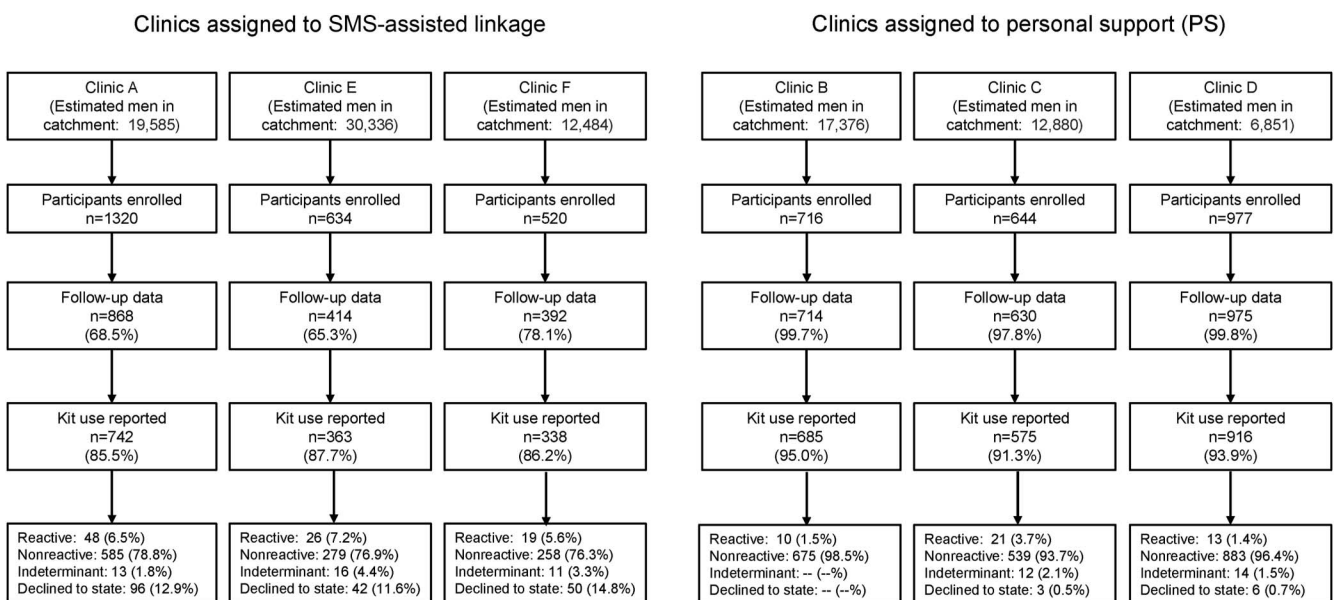 Clinics assigned to SMS-assisted linkage
Clinic A
(Estimated men in
catchment:  19,585)
Participants enrolled
n=1320
Follow-up data
n=868
(68.5%)
Kit use reported
n=742
(85.5%)
Reactive:  48 (6.5%)
Nonreactive: 585 (78.8%)
Indeterminant: 13 (1.8%)
Declined to state: 96 (12.9%)
Clinic E
(Estimated men in
catchment:  30,336)
Participants enrolled
n=634
Follow-up data
n=414
(65.3%)
Kit use reported
n=363
(87.7%)
Reactive:  26 (7.2%)
Nonreactive: 279 (76.9%)
Indeterminant: 16 (4.4%)
Declined to state: 42 (11.6%)
Clinic F
(Estimated men in
catchment:  12,484)
Participants enrolled
n=520
Follow-up data
n=392
(78.1%)
Kit use reported
n=338
(86.2%)
Reactive:  19 (5.6%)
Nonreactive: 258 (76.3%)
Indeterminant: 11 (3.3%)
Declined to state: 50 (14.8%)
Clinics assigned to personal support (PS)
Clinic B
(Estimated men in
catchment:  17,376)
Participants enrolled
n=716
Follow-up data
n=714
(99.7%)
Kit use reported
n=685
(95.0%)
Reactive:  10 (1.5%)
Nonreactive: 675 (98.5%)
Indeterminant: -- (--%)
Declined to state: -- (--%)
Clinic C
(Estimated men in
catchment:  12,880)
Participants enrolled
n=644
Follow-up data
n=630
(97.8%)
Kit use reported
n=575
(91.3%)
Reactive:  21 (3.7%)
Nonreactive: 539 (93.7%)
Indeterminant: 12 (2.1%)
Declined to state: 3 (0.5%)
Clinic D
(Estimated men in
catchment:  6,851)
Participants enrolled
n=977
Follow-up data
n=975
(99.8%)
Kit use reported
n=916
(93.9%)
Reactive:  13 (1.4%)
Nonreactive: 883 (96.4%)
Indeterminant: 14 (1.5%)
Declined to state: 6 (0.7%)